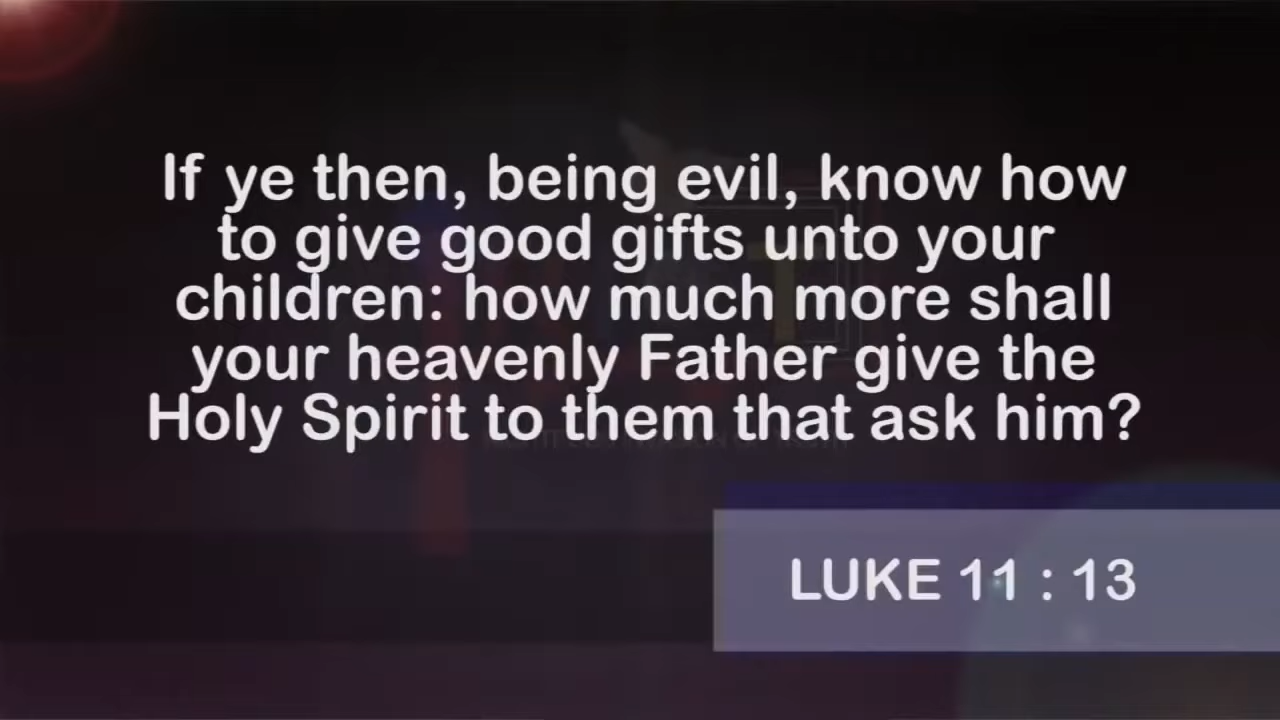 If ye then, being evil, know how
to give good gifts unto your
children: how much more shall
your heavenly Father give the
Holy Spirit to them that ask him?
LUKE 11 : 13